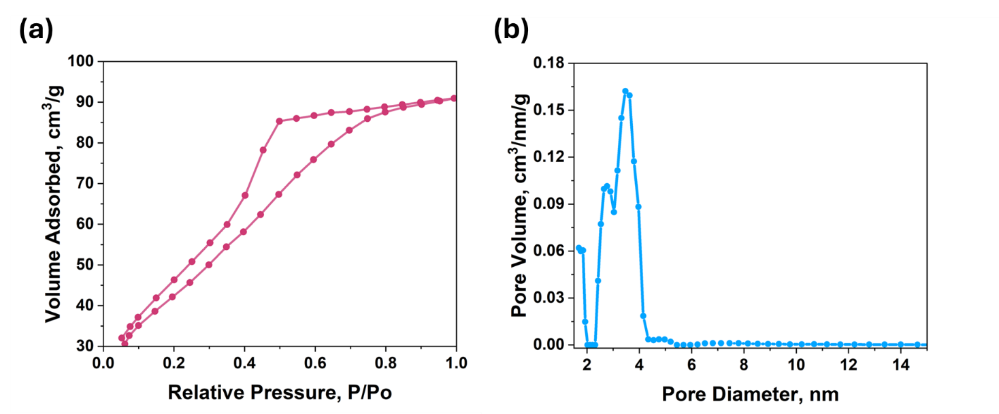 (a)
(b)
100
90
80
70
60
50
40
30
Volume Adsorbed, cm³/g
0.0 0.2 0.4 0.6 0.8 1.0
Relative Pressure, P/Po
0.18
0.15
0.12
0.09
0.06
0.03
0.00
Pore Volume, cm³/nm/g
2 4 6 8 10 12 14
Pore Diameter, nm